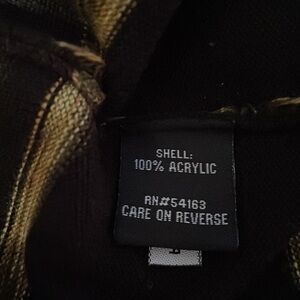 SHELL:
100% ACRYLIC
RN#54163
CARE ON REVERSE